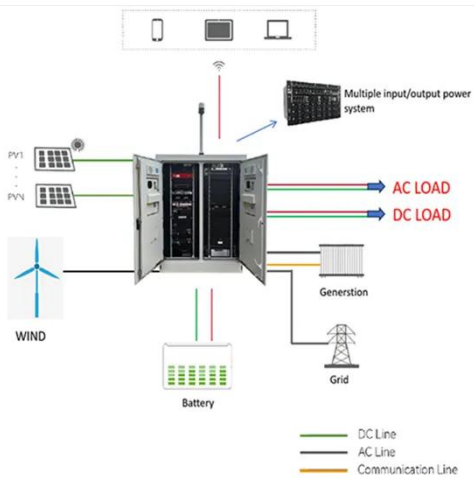 Multiple input/output power
system
PV1
PVN
AC LOAD
DC LOAD
WIND
Generstion
Battery
Grid
DC Line
AC Line
Communication Line